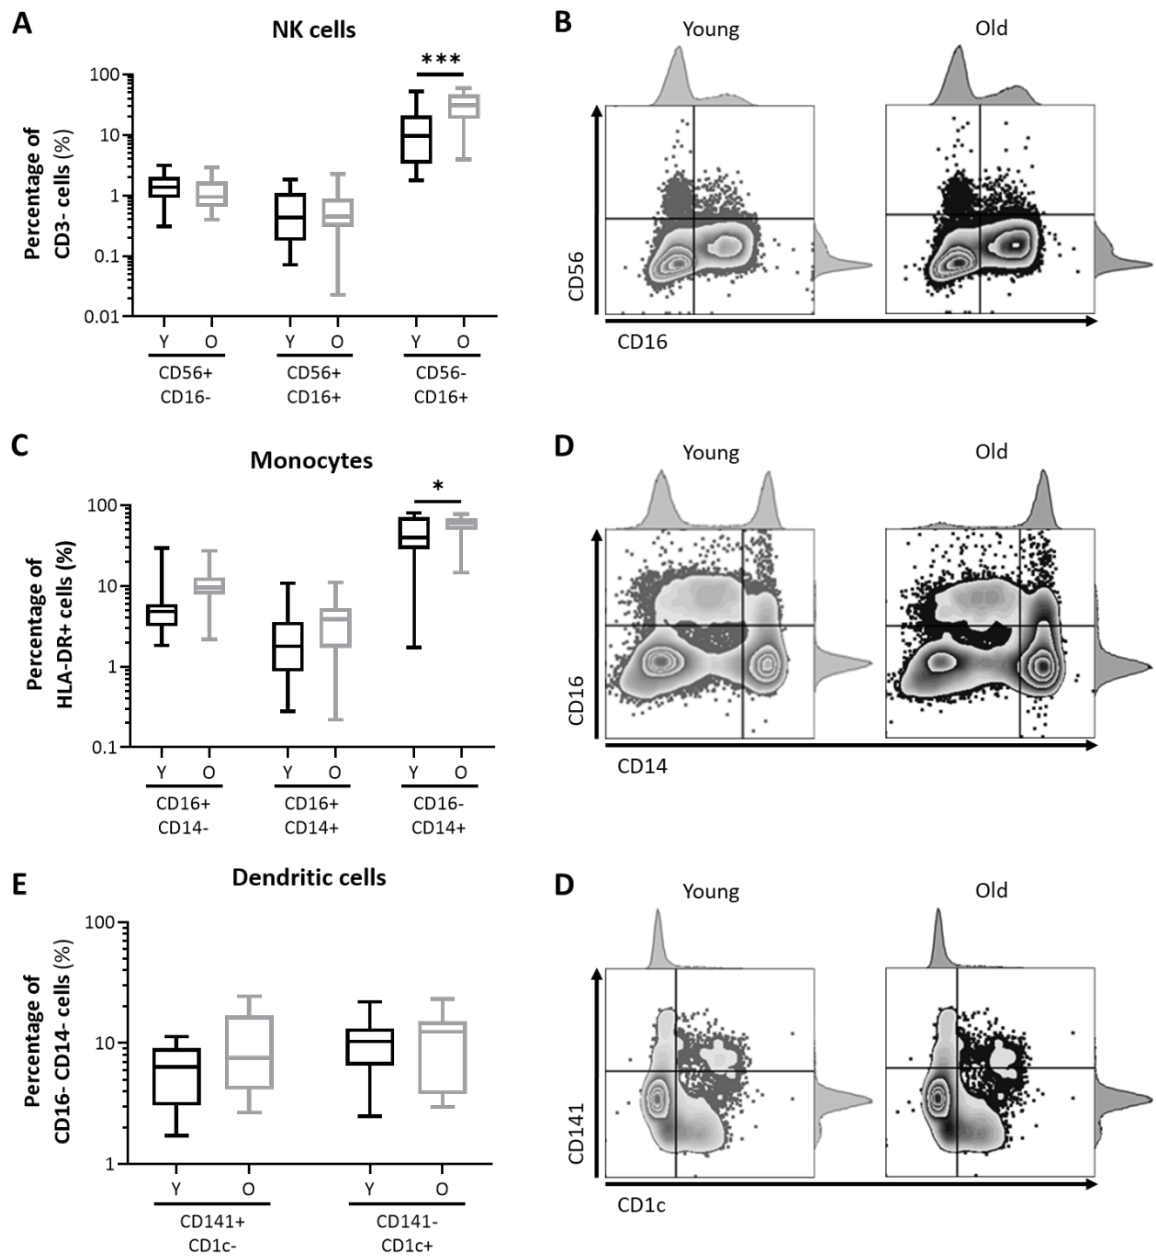 A
NK cells
Percentage of
CD3- cells (%)
100
10
1
0.1
0.01
***
Y O Y O Y O
CD56+ CD56+ CD56-
CD16- CD16+ CD16+
B
Young Old
CD56
CD16
C
Monocytes
Percentage of
HLA-DR+ cells (%)
100
10
1
0.1
*
Y O Y O Y O
CD16+ CD16+ CD16-
CD14- CD14+ CD14+
D
Young Old
CD16
CD14
E
Dendritic cells
Percentage of
CD16- CD14- cells (%)
100
10
1
Y O Y O
CD141+ CD141-
CD1c- CD1c+
D
Young Old
CD141
CD1c